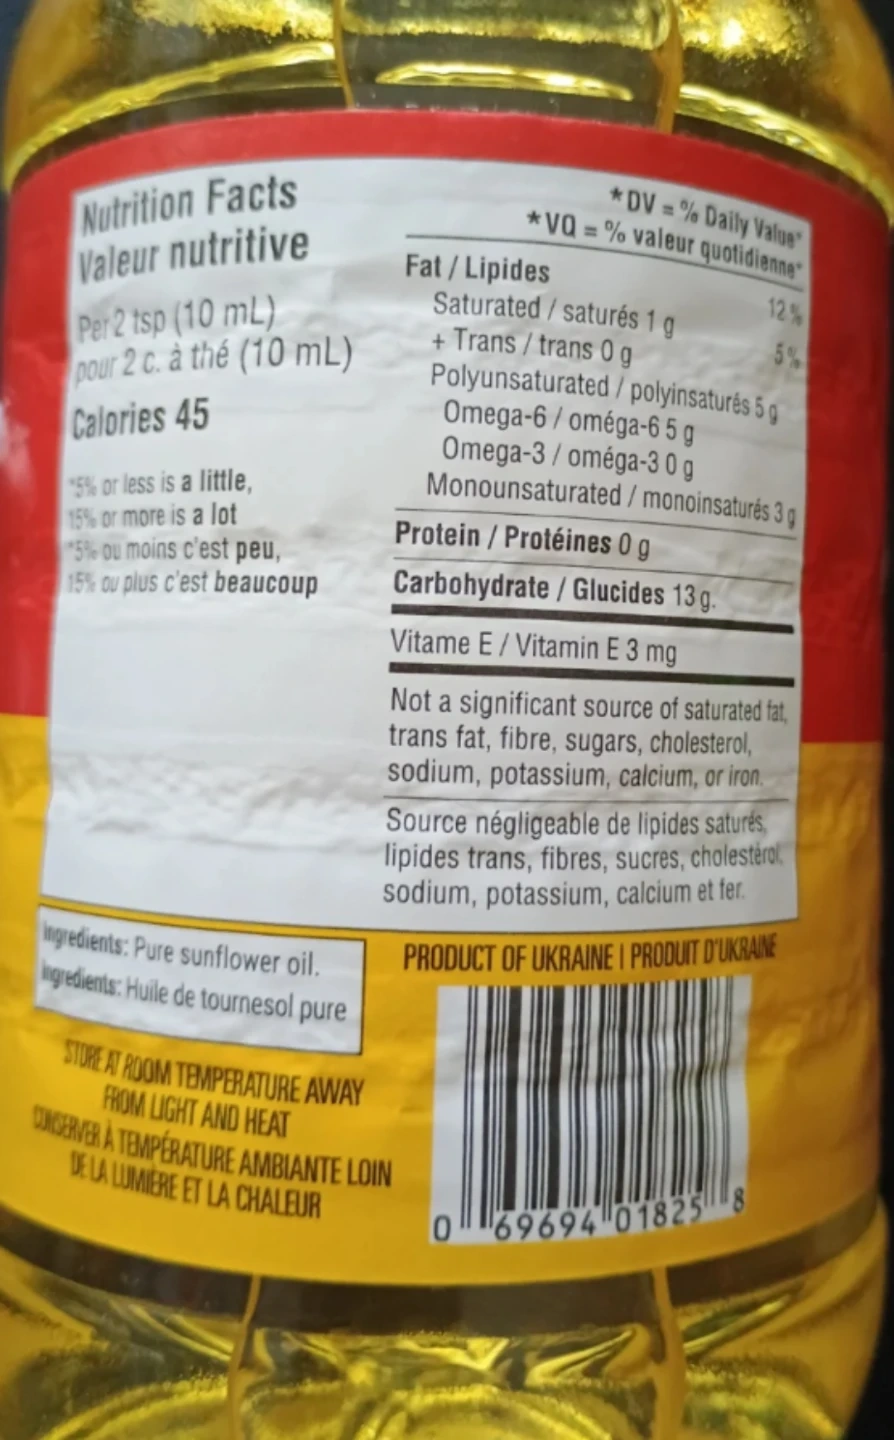 Nutrition Facts
Valeur nutritive
Per 2 tsp (10 mL)
pour 2 c. à thé (10 mL)
Calories 45
*5% or less is a little,
15% or more is a lot
*5% ou moins c'est peu,
15% ou plus c'est beaucoup
*DV = % Daily Value*
*VQ = % valeur quotidienne*
Fat / Lipides 12%
Saturated / saturés 1 g
+ Trans / trans 0 g 5%
Polyunsaturated / polyinsaturés 5 g
Omega-6 / oméga-6 5 g
Omega-3 / oméga-3 0 g
Monounsaturated / monoinsaturés 3 g
Protein / Protéines 0 g
Carbohydrate / Glucides 13 g.
Vitame E / Vitamin E 3 mg
Not a significant source of saturated fat,
trans fat, fibre, sugars, cholesterol,
sodium, potassium, calcium, or iron.
Source négligeable de lipides saturés,
lipides trans, fibres, sucres, cholestérol,
sodium, potassium, calcium et fer.
Ingredients: Pure sunflower oil.
Ingredients: Huile de tournesol pure
STORE AT ROOM TEMPERATURE AWAY
FROM LIGHT AND HEAT
CONSERVER À TEMPÉRATURE AMBIANTE LOIN
DE LA LUMIÈRE ET LA CHALEUR
PRODUCT OF UKRAINE | PRODUIT D'UKRAINE
0 69694 01825 8